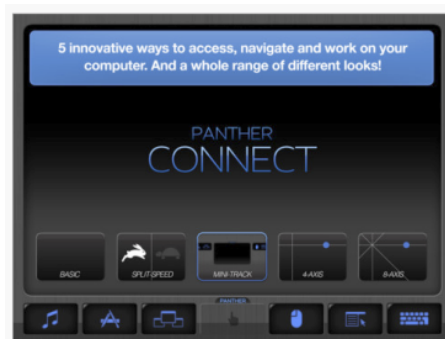 5 innovative ways to access, navigate and work on your
computer. And a whole range of different looks!
PANTHER
CONNECT
BASIC
SPLIT-SPEED
MINI-TRACK
4-AXIS
8-AXIS
PANTHER